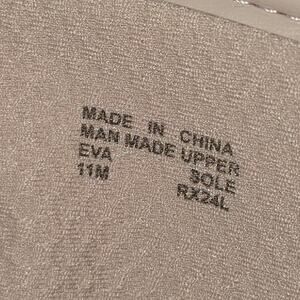 MADE IN CHINA
MAN MADE UPPER
EVA SOLE
11M RX24L